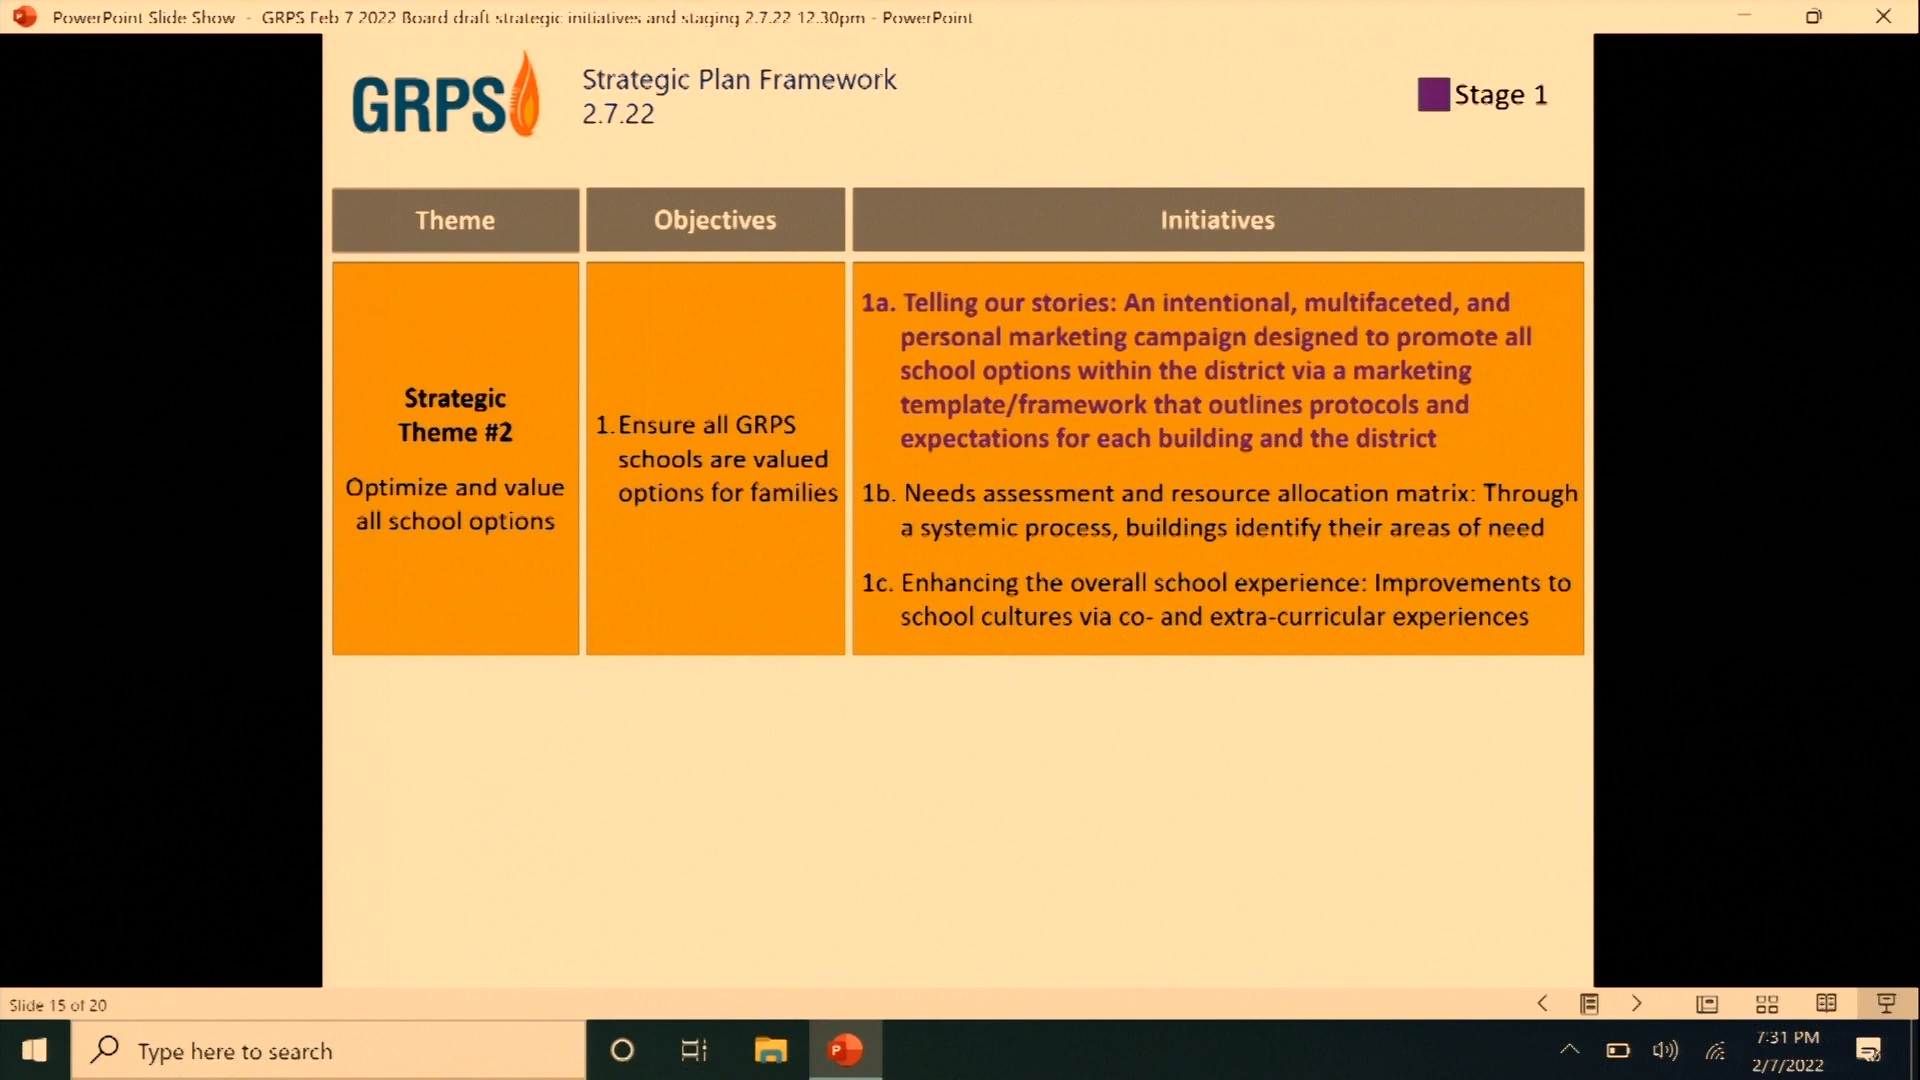 PowerPoint Slide Show - GRPS Feb 7 2022 Board draft strategic initiatives and staging 2.7.22 12.30pm - PowerPoint
GRPS
Strategic Plan Framework
2.7.22
Stage 1
Theme
Objectives
Initiatives
Strategic
Theme #2
Optimize and value
all school options
1. Ensure all GRPS
schools are valued
options for families
1a. Telling our stories: An intentional, multifaceted, and
personal marketing campaign designed to promote all
school options within the district via a marketing
template/framework that outlines protocols and
expectations for each building and the district
1b. Needs assessment and resource allocation matrix: Through
a systemic process, buildings identify their areas of need
1c. Enhancing the overall school experience: Improvements to
school cultures via co- and extra-curricular experiences
Slide 15 of 20
Type here to search
7:31 PM
2/7/2022